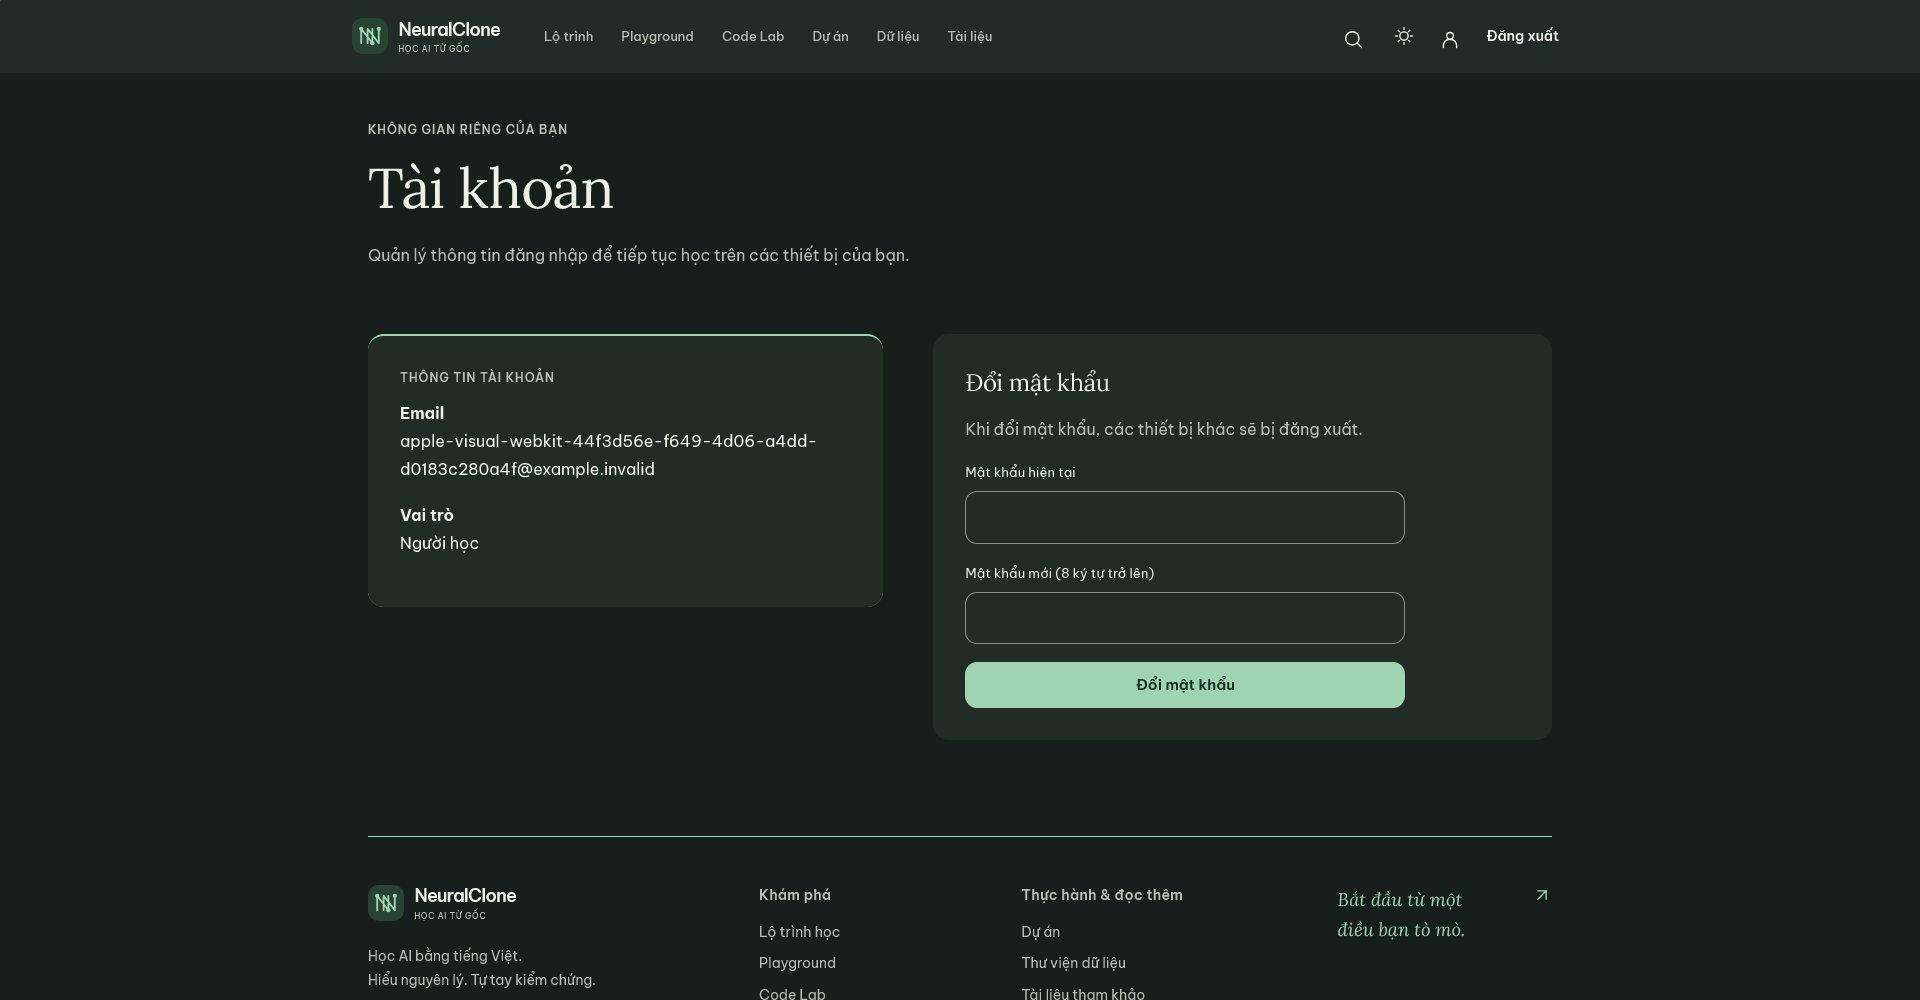 NeuralClone
HỌC AI TỪ GỐC
Lộ trình
Playground
Code Lab
Dự án
Dữ liệu
Tài liệu
Đăng xuất
KHÔNG GIAN RIÊNG CỦA BẠN
Tài khoản
Quản lý thông tin đăng nhập để tiếp tục học trên các thiết bị của bạn.
THÔNG TIN TÀI KHOẢN
Email
apple-visual-webkit-44f3d56e-f649-4d06-a4dd-
d0183c280a4f@example.invalid
Vai trò
Người học
Đổi mật khẩu
Khi đổi mật khẩu, các thiết bị khác sẽ bị đăng xuất.
Mật khẩu hiện tại
Mật khẩu mới (8 ký tự trở lên)
Đổi mật khẩu
NeuralClone
HỌC AI TỪ GỐC
Học AI bằng tiếng Việt.
Hiểu nguyên lý. Tự tay kiểm chứng.
Khám phá
Lộ trình học
Playground
Code Lab
Thực hành & đọc thêm
Dự án
Thư viện dữ liệu
Tài liệu tham khảo
Bắt đầu từ một
điều bạn tò mò.